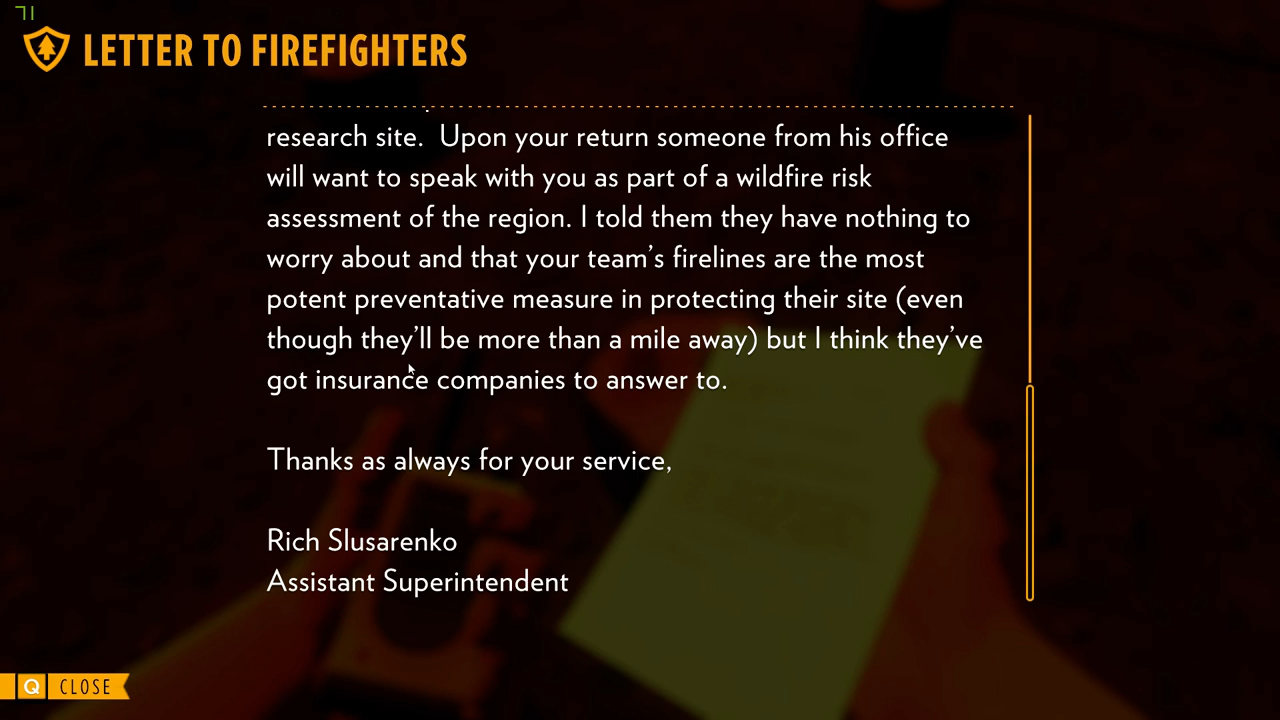 71
LETTER TO FIREFIGHTERS
research site.  Upon your return someone from his office
will want to speak with you as part of a wildfire risk
assessment of the region. I told them they have nothing to
worry about and that your team’s firelines are the most
potent preventative measure in protecting their site (even
though they’ll be more than a mile away) but I think they’ve
got insurance companies to answer to.
Thanks as always for your service,
Rich Slusarenko
Assistant Superintendent
Q CLOSE